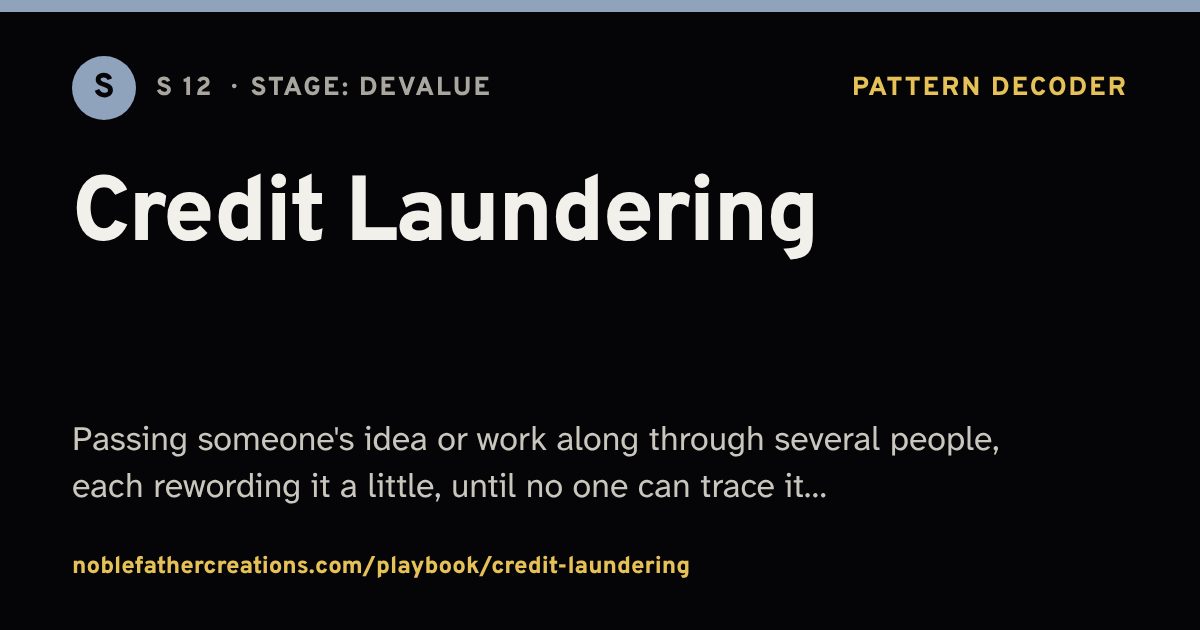 S S 12 · STAGE: DEVALUE PATTERN DECODER
Credit Laundering
Passing someone's idea or work along through several people,
each rewording it a little, until no one can trace it...
noblefathercreations.com/playbook/credit-laundering